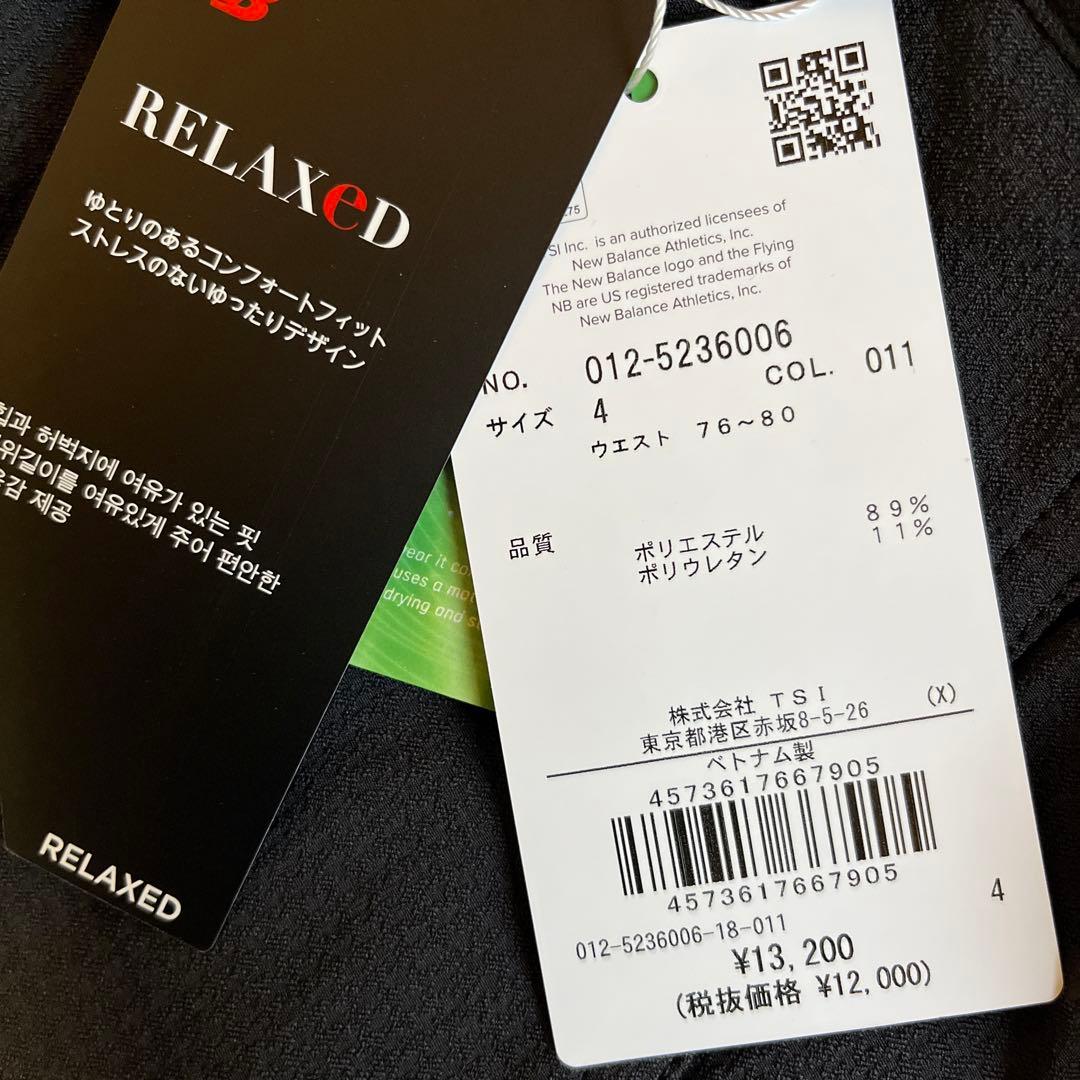 RELAXeD
ゆとりのあるコンフォートフィット
ストレスのないゆったりデザイン
허벅지에 여유가 있는 핏
여유있게 주어 편안한
제공
RELAXED
SI Inc. is an authorized licensees of
New Balance Athletics, Inc.
The New Balance logo and the Flying
NB are US registered trademarks of
New Balance Athletics, Inc.
NO. 012-5236006
COL. 011
サイズ 4
ウエスト 76～80
品質 ポリエステル 89%
ポリウレタン 11%
株式会社 TSI (X)
東京都港区赤坂8-5-26
ベトナム製
4573617667905
4573617667905
4
012-5236006-18-011
¥13,200
(税抜価格 ¥12,000)
wear it
uses a
drying and